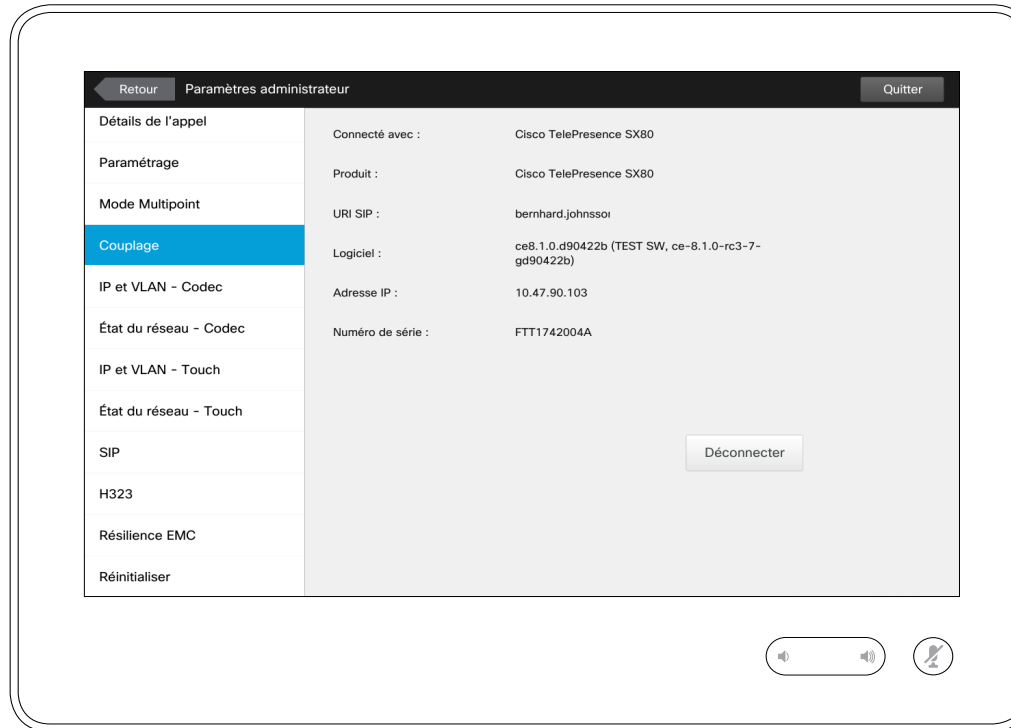 Retour Paramètres administrateur Quitter
Détails de l'appel
Paramétrage
Mode Multipoint
Couplage
IP et VLAN - Codec
État du réseau - Codec
IP et VLAN - Touch
État du réseau - Touch
SIP
H323
Résilience EMC
Réinitialiser
Connecté avec : Cisco TelePresence SX80
Produit : Cisco TelePresence SX80
URI SIP : bernhard.johnsso
Logiciel : ce8.1.0.d90422b (TEST SW, ce-8.1.0-rc3-7-
gd90422b)
Adresse IP : 10.47.90.103
Numéro de série : FTT1742004A
Déconnecter